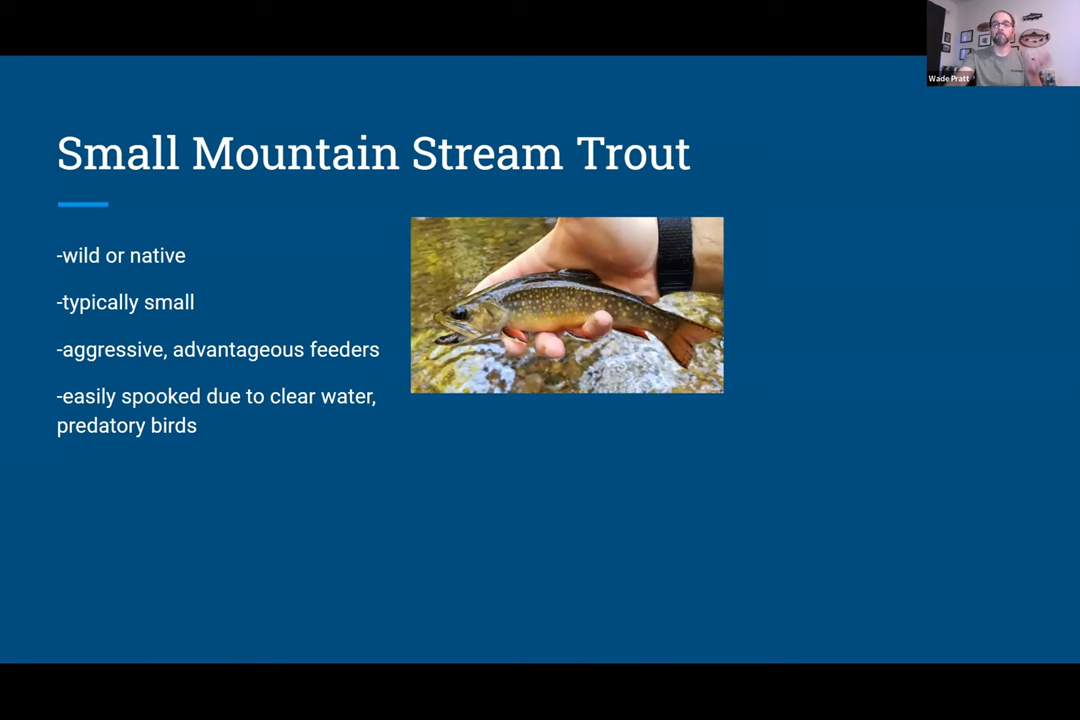 Wade Pratt
Small Mountain Stream Trout
-wild or native
-typically small
-aggressive, advantageous feeders
-easily spooked due to clear water,
predatory birds